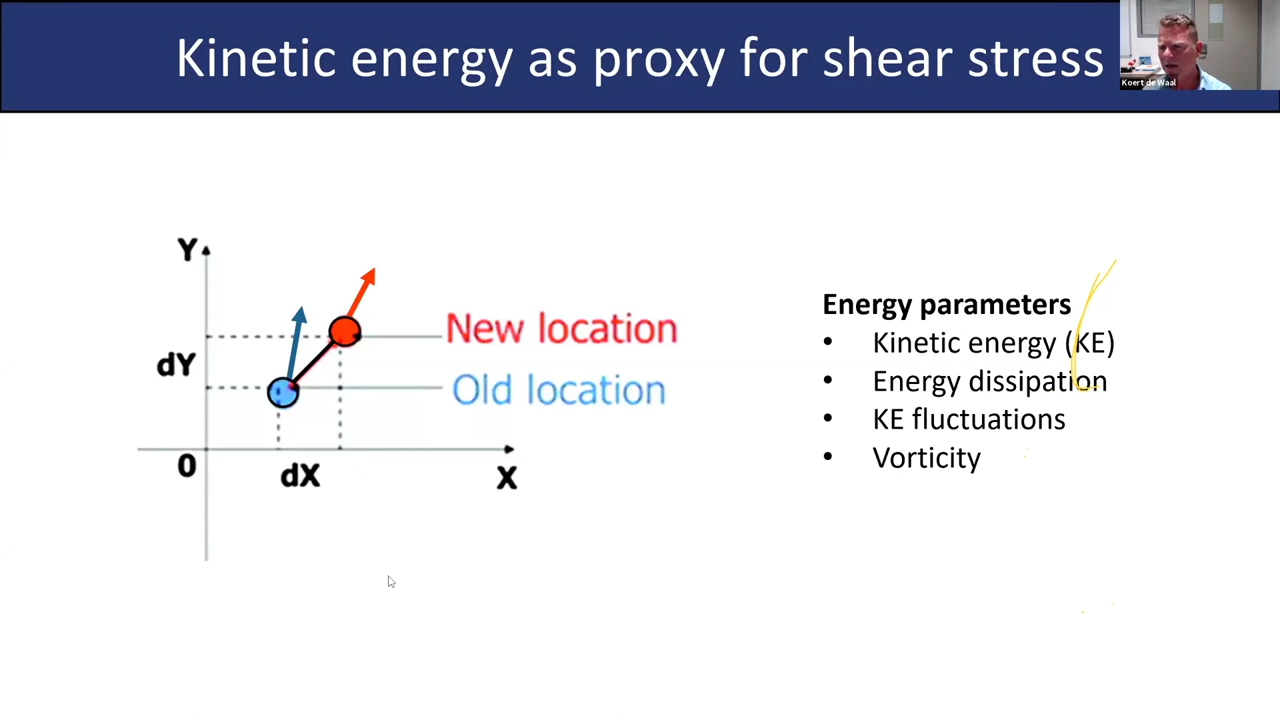 Kinetic energy as proxy for shear stress
Koert de Waal
Y
New location
dY
Old location
0
dX
X
Energy parameters
• Kinetic energy (KE)
• Energy dissipation
• KE fluctuations
• Vorticity